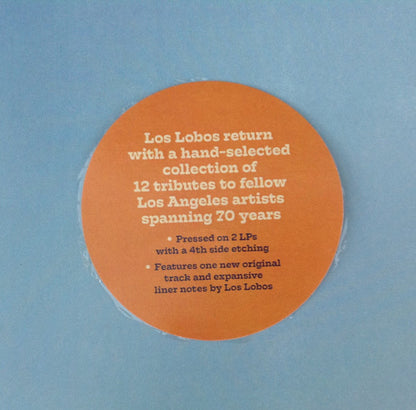 Los Lobos return
with a hand-selected
collection of
12 tributes to fellow
Los Angeles artists
spanning 70 years
• Pressed on 2 LPs
with a 4th side etching
• Features one new original
track and expansive
liner notes by Los Lobos